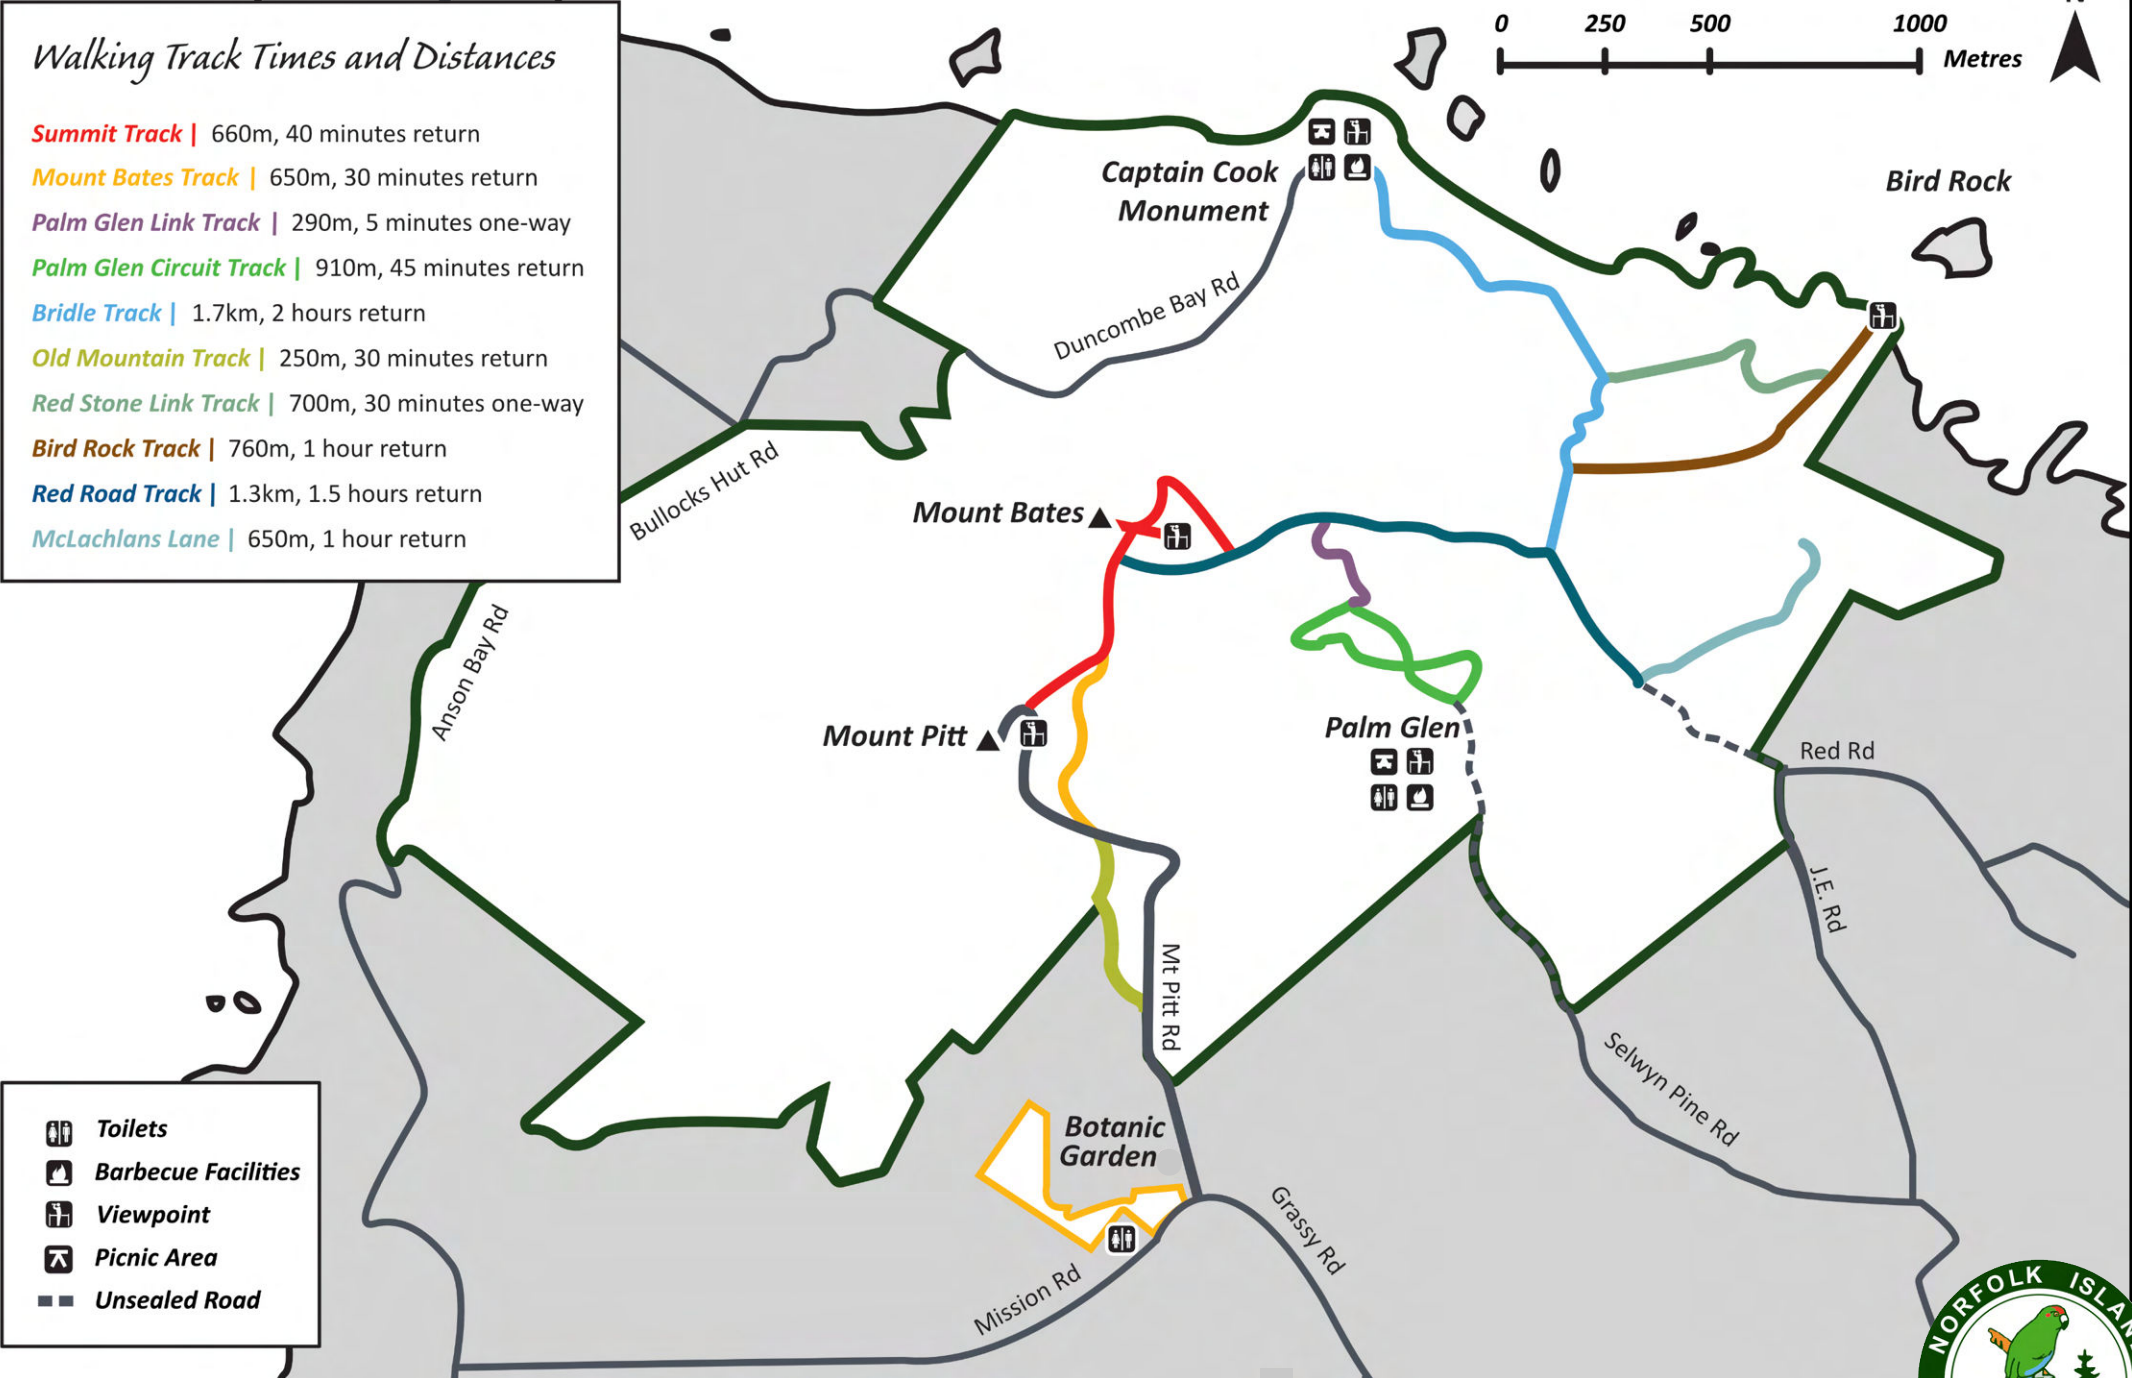 Walking Track Times and Distances
Summit Track | 660m, 40 minutes return
Mount Bates Track | 650m, 30 minutes return
Palm Glen Link Track | 290m, 5 minutes one-way
Palm Glen Circuit Track | 910m, 45 minutes return
Bridle Track | 1.7km, 2 hours return
Old Mountain Track | 250m, 30 minutes return
Red Stone Link Track | 700m, 30 minutes one-way
Bird Rock Track | 760m, 1 hour return
Red Road Track | 1.3km, 1.5 hours return
McLachlans Lane | 650m, 1 hour return
0 250 500 1000
Metres
Captain Cook
Monument
Bird Rock
Duncombe Bay Rd
Bullocks Hut Rd
Mount Bates
Anson Bay Rd
Mount Pitt
Palm Glen
Red Rd
J.E. Rd
Mt Pitt Rd
Selwyn Pine Rd
Botanic
Garden
Grassy Rd
Mission Rd
Toilets
Barbecue Facilities
Viewpoint
Picnic Area
Unsealed Road
NORFOLK